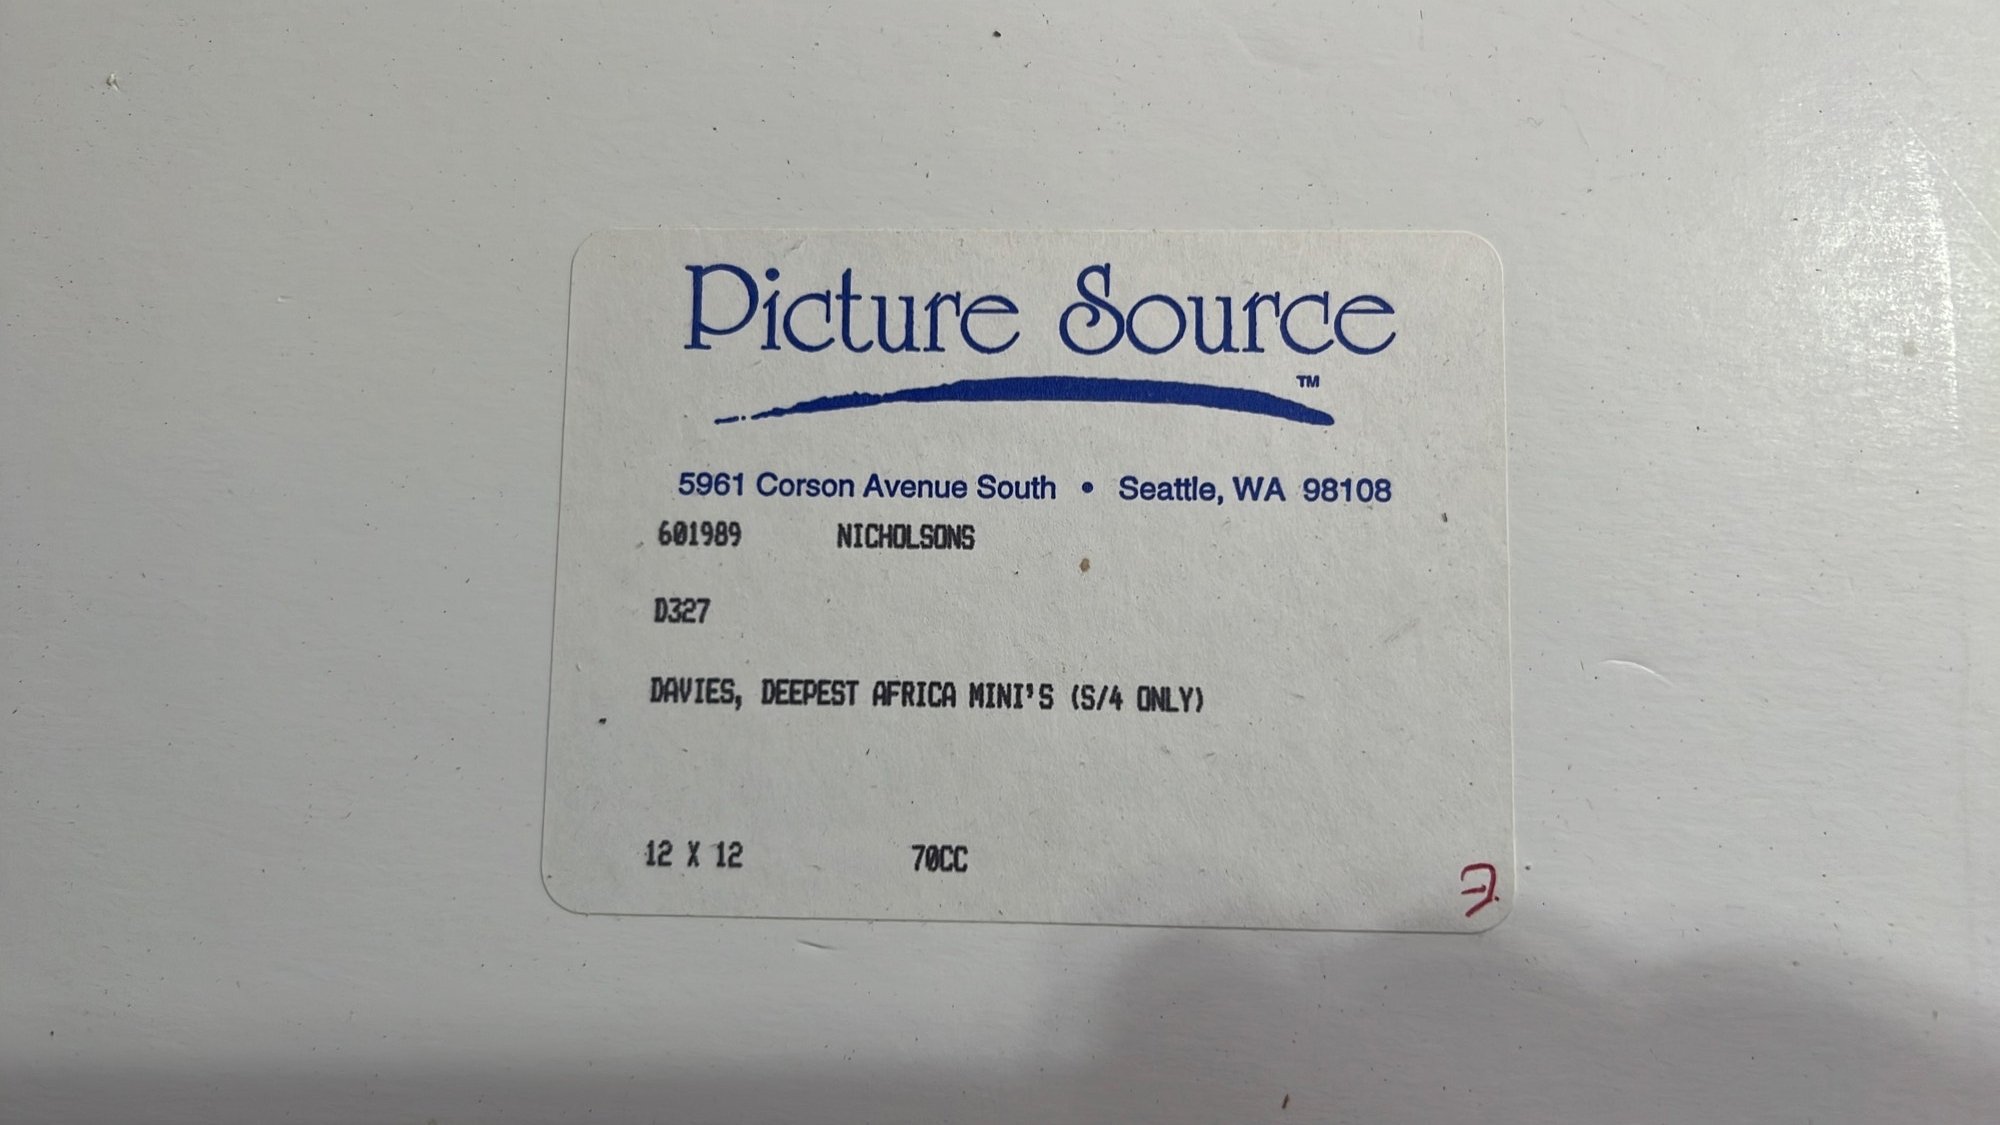 Picture Source
TM
5961 Corson Avenue South • Seattle, WA 98108
601989 NICHOLSONS
D327
DAVIES, DEEPEST AFRICA MINI'S (S/4 ONLY)
12 X 12 70CC